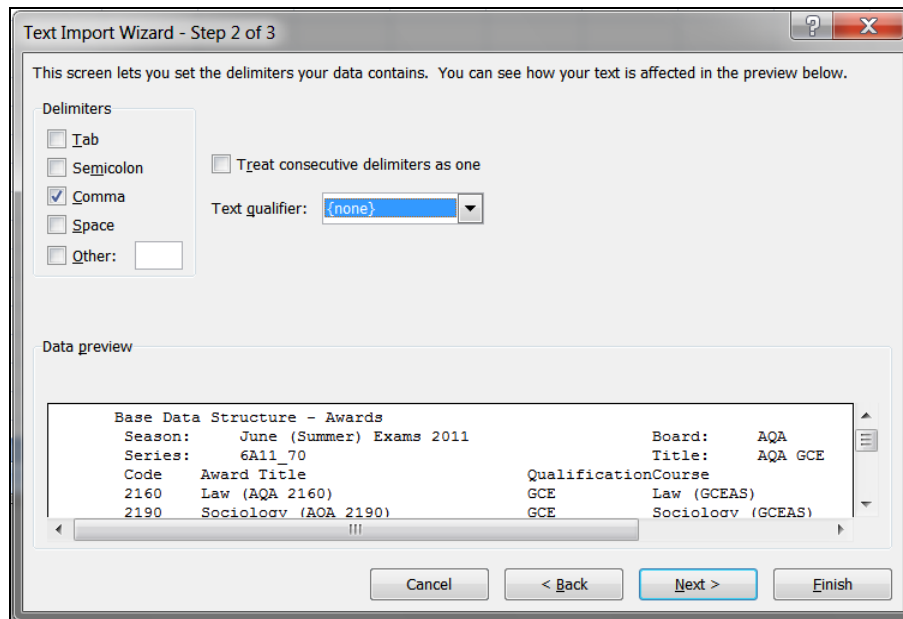 Text Import Wizard - Step 2 of 3
This screen lets you set the delimiters your data contains. You can see how your text is affected in the preview below.
Delimiters
Tab
Semicolon
Comma
Space
Other:
Treat consecutive delimiters as one
Text qualifier: {none}
Data preview
Base Data Structure - Awards
Season: June (Summer) Exams 2011 Board: AQA
Series: 6A11_70 Title: AQA GCE
Code Award Title QualificationCourse
2160 Law (AQA 2160) GCE Law (GCEAS)
2190 Sociology (AQA 2190) GCE Sociology (GCEAS)
Cancel < Back Next > Finish